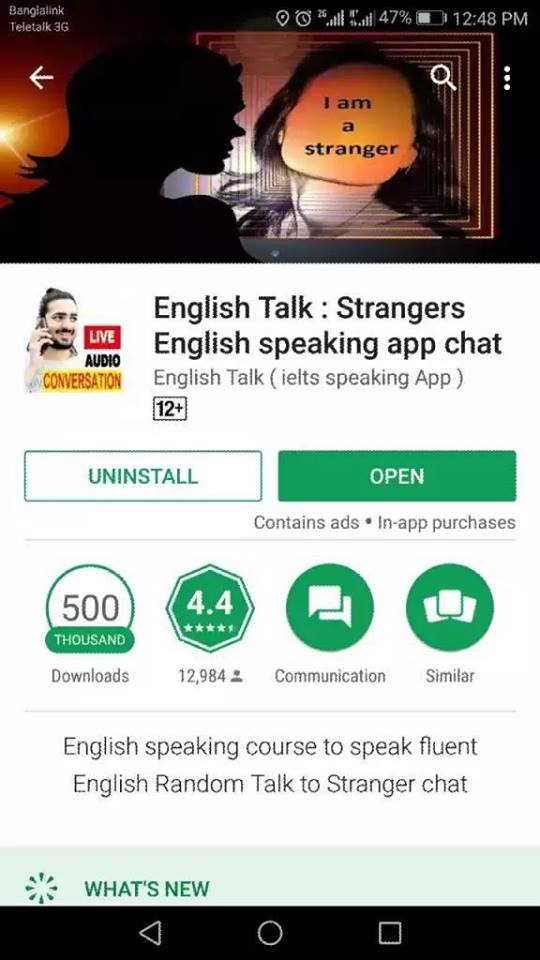 Banglalink
Teletalk 3G
47% 12:48 PM
I am
a
stranger
LIVE
AUDIO
CONVERSATION
English Talk : Strangers
English speaking app chat
English Talk ( ielts speaking App )
12+
UNINSTALL
OPEN
Contains ads • In-app purchases
500
THOUSAND
4.4
Downloads
12,984
Communication
Similar
English speaking course to speak fluent
English Random Talk to Stranger chat
WHAT'S NEW